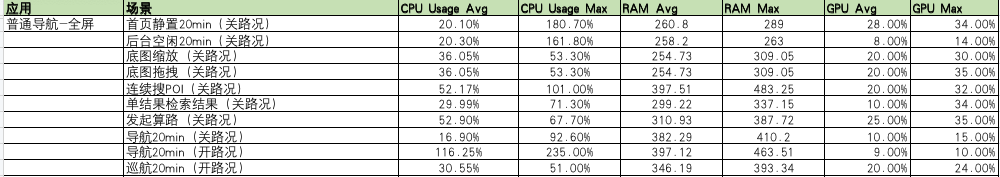 应用 场景 CPU Usage Avg CPU Usage Max RAM Avg RAM Max GPU Avg GPU Max
普通导航-全屏 首页静置20min（关路况） 20.10% 180.70% 260.8 289 28.00% 34.00%
后台空闲20min（关路况） 20.30% 161.80% 258.2 263 8.00% 14.00%
底图缩放（关路况） 36.05% 53.30% 254.73 309.05 20.00% 30.00%
底图拖拽（关路况） 36.05% 53.30% 254.73 309.05 20.00% 35.00%
连续搜POI（关路况） 52.17% 101.00% 397.51 483.25 20.00% 32.00%
单结果检索结果（关路况） 29.99% 71.30% 299.22 337.15 10.00% 34.00%
发起算路（关路况） 52.90% 67.70% 310.93 387.72 25.00% 35.00%
导航20min（关路况） 16.90% 92.60% 382.29 410.2 10.00% 15.00%
导航20min（开路况） 116.25% 235.00% 397.12 463.51 9.00% 10.00%
巡航20min（开路况） 30.55% 51.00% 346.19 393.34 20.00% 24.00%